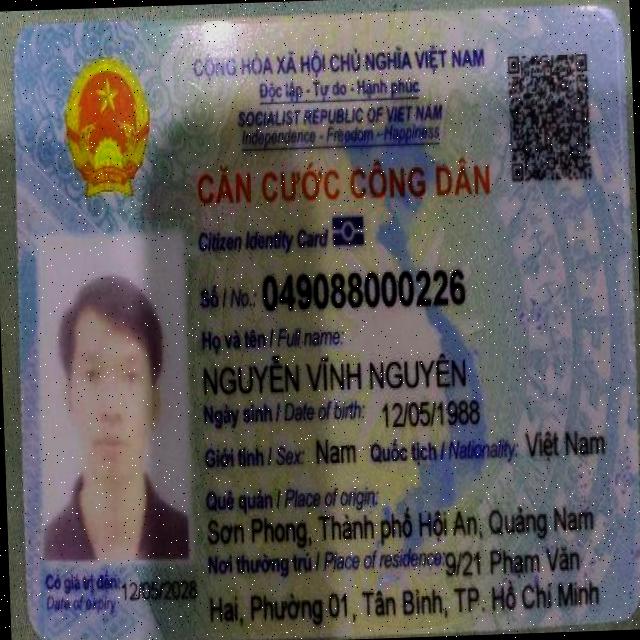 CỘNG HÒA XÃ HỘI CHỦ NGHĨA VIỆT NAM
Độc lập - Tự do - Hạnh phúc
SOCIALIST REPUBLIC OF VIET NAM
Independence - Freedom - Happiness
CĂN CƯỚC CÔNG DÂN
Citizen Identity Card
Số / No.: 049088000226
Họ và tên / Full name:
NGUYỄN VĨNH NGUYÊN
Ngày sinh / Date of birth: 12/05/1988
Giới tính / Sex: Nam Quốc tịch / Nationality: Việt Nam
Quê quán / Place of origin:
Sơn Phong, Thành phố Hội An, Quảng Nam
Nơi thường trú / Place of residence: 9/21 Phạm Văn
Hai, Phường 01, Tân Bình, TP. Hồ Chí Minh
Có giá trị đến: 12/05/2028
Date of expiry